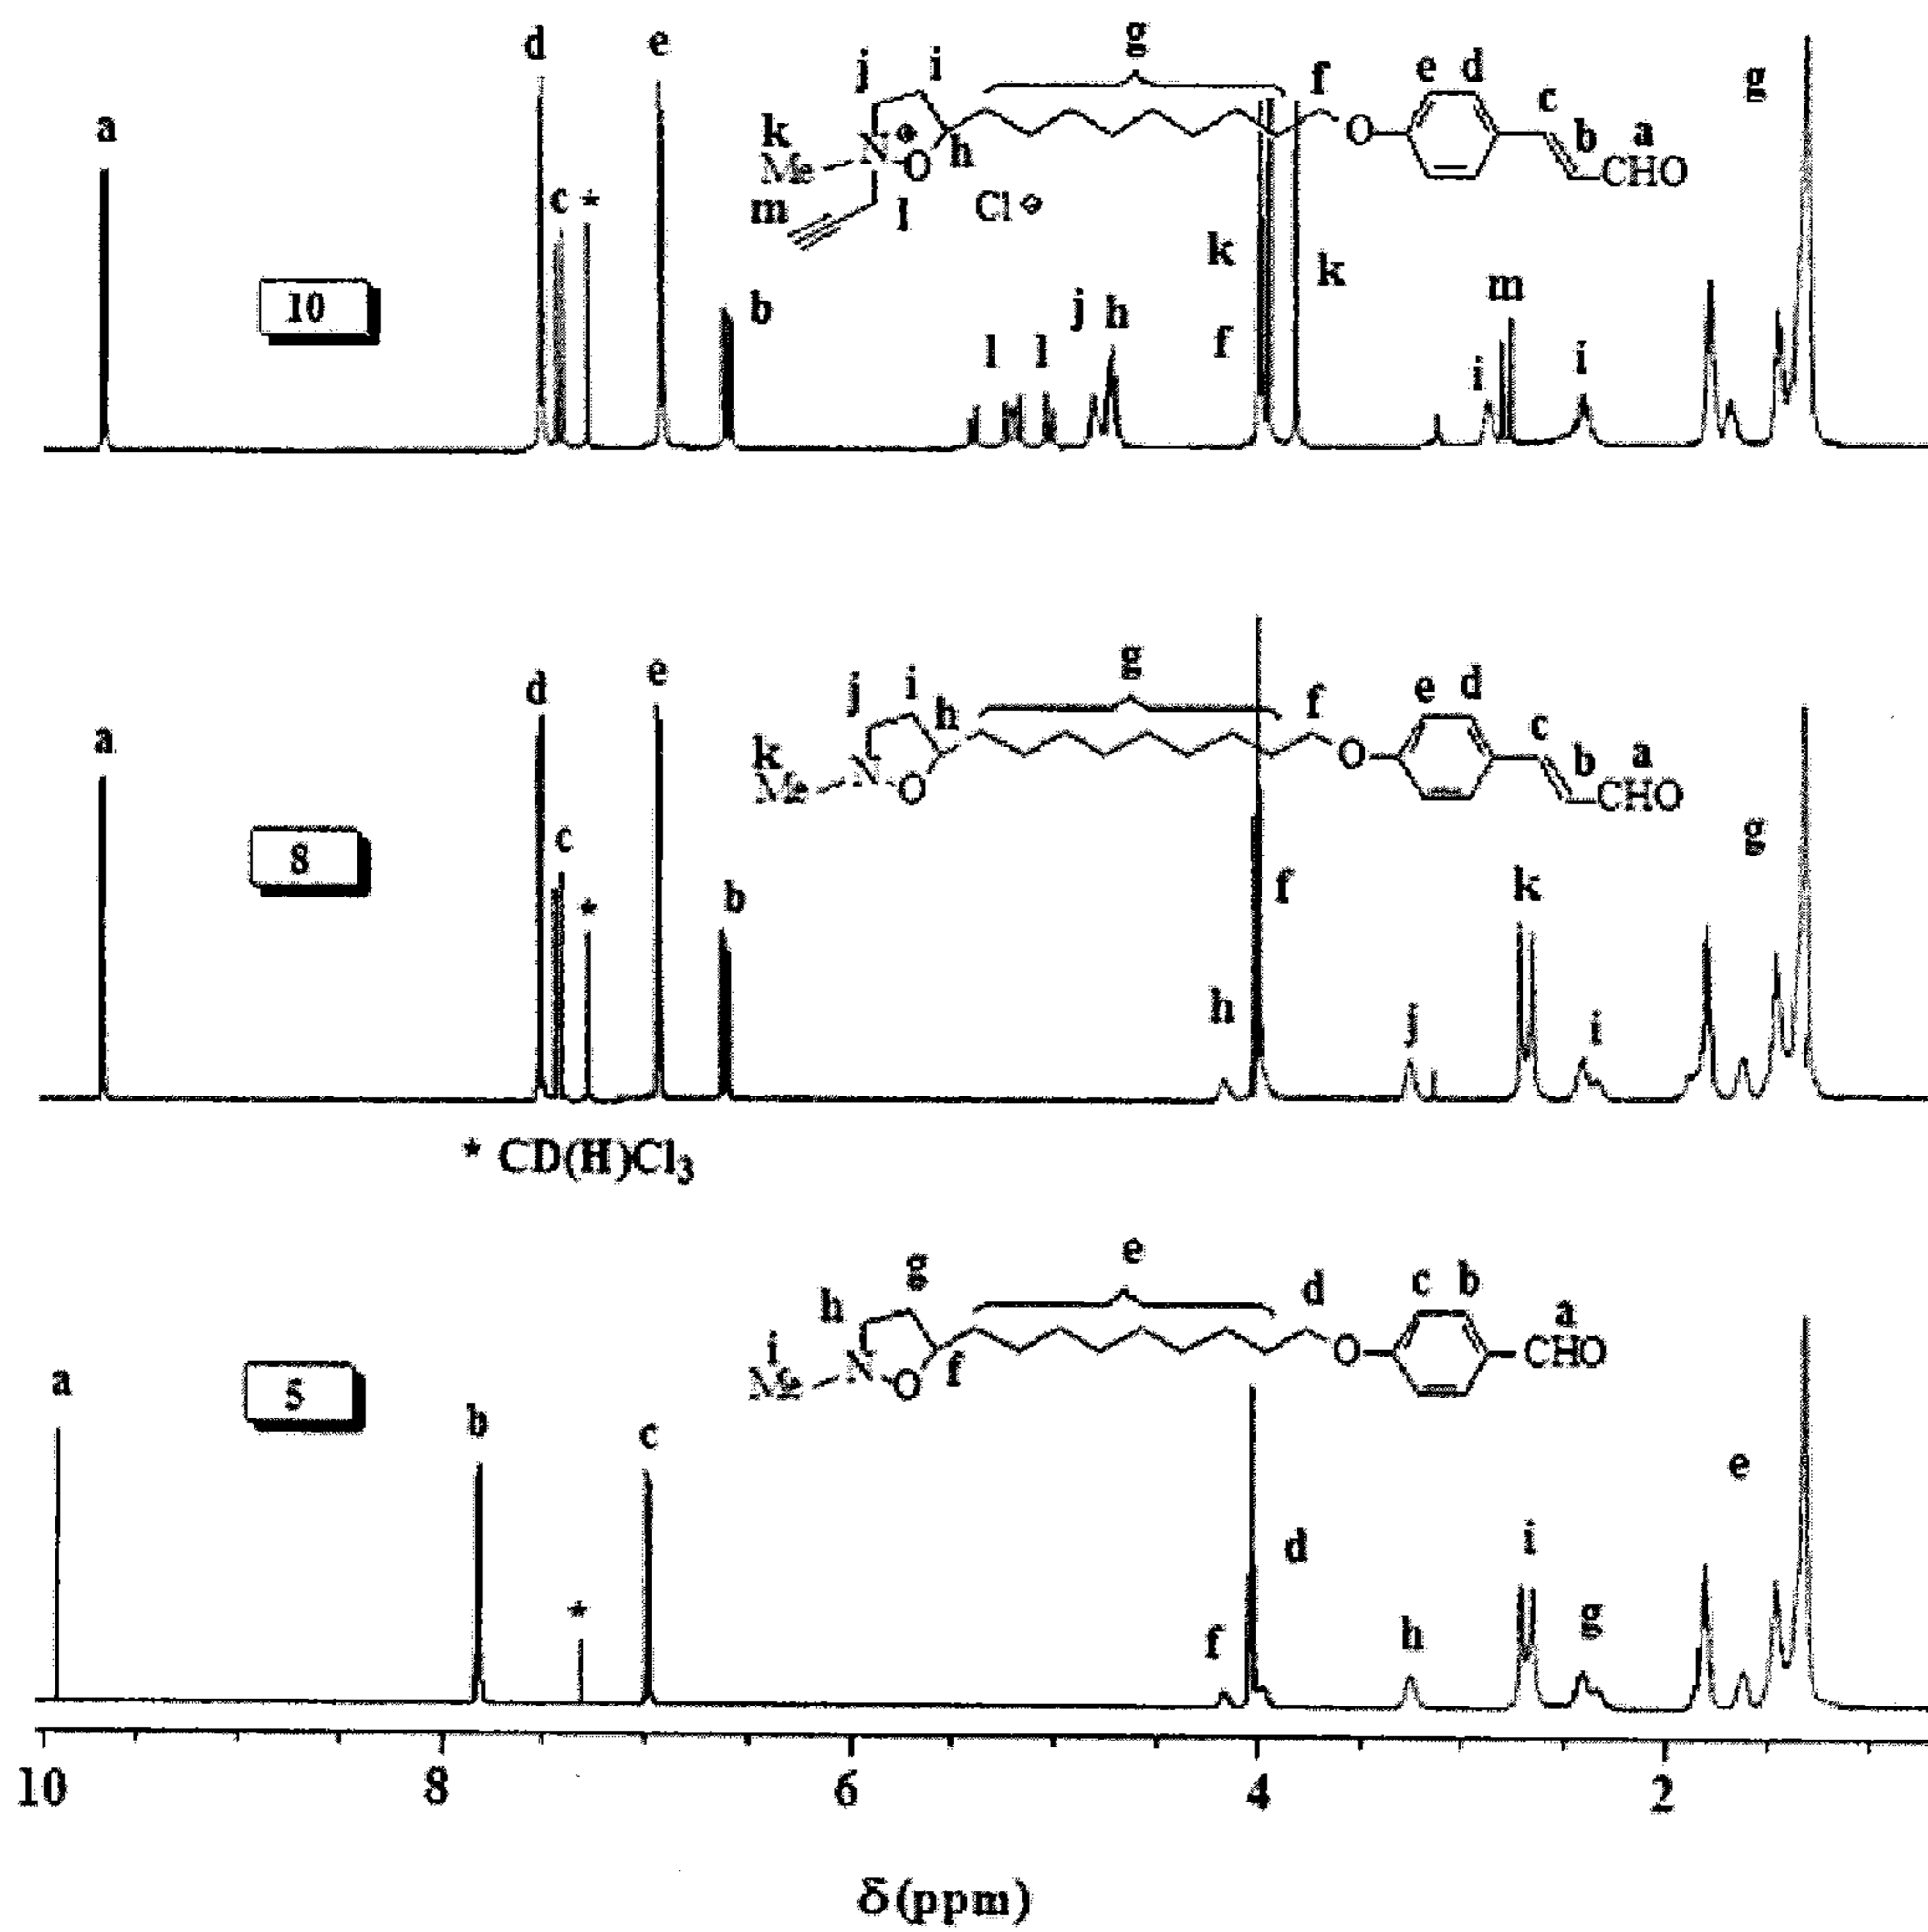 d e g
j i g f e d c b a
a k Me N⊕ O h O CHO
c * m l Cl⊖
10 b l l j h f k k i m i
d e g
j i h g f e d c b a
a k Me N O O CHO
8 c * b h f j k i
* CD(H)Cl3
e
h g f d c b a
a i Me N O O CHO
5 b * c f d h i g e
10 8 6 4 2
δ(ppm)